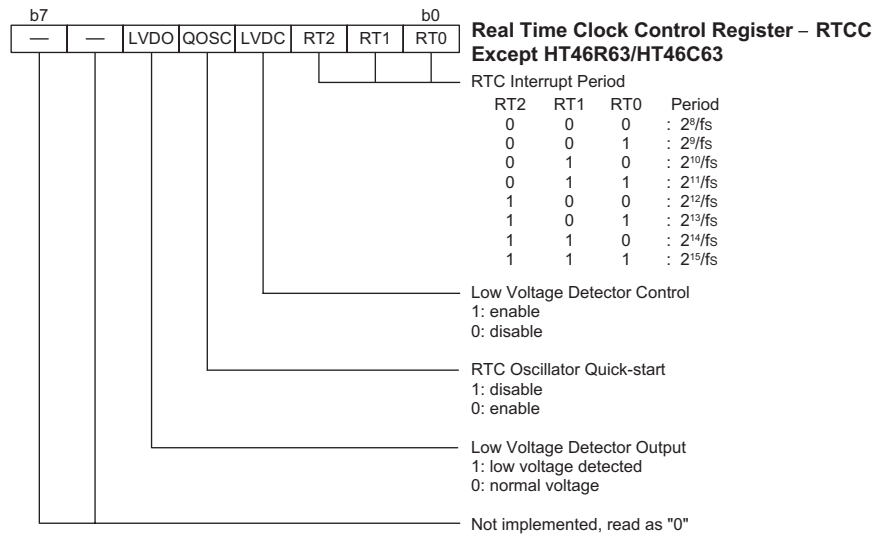 b7 b0
— — LVDO QOSC LVDC RT2 RT1 RT0
Real Time Clock Control Register – RTCC
Except HT46R63/HT46C63
RTC Interrupt Period
RT2 RT1 RT0 Period
0 0 0 : 2⁸/fs
0 0 1 : 2⁹/fs
0 1 0 : 2¹⁰/fs
0 1 1 : 2¹¹/fs
1 0 0 : 2¹²/fs
1 0 1 : 2¹³/fs
1 1 0 : 2¹⁴/fs
1 1 1 : 2¹⁵/fs
Low Voltage Detector Control
1: enable
0: disable
RTC Oscillator Quick-start
1: disable
0: enable
Low Voltage Detector Output
1: low voltage detected
0: normal voltage
Not implemented, read as "0"